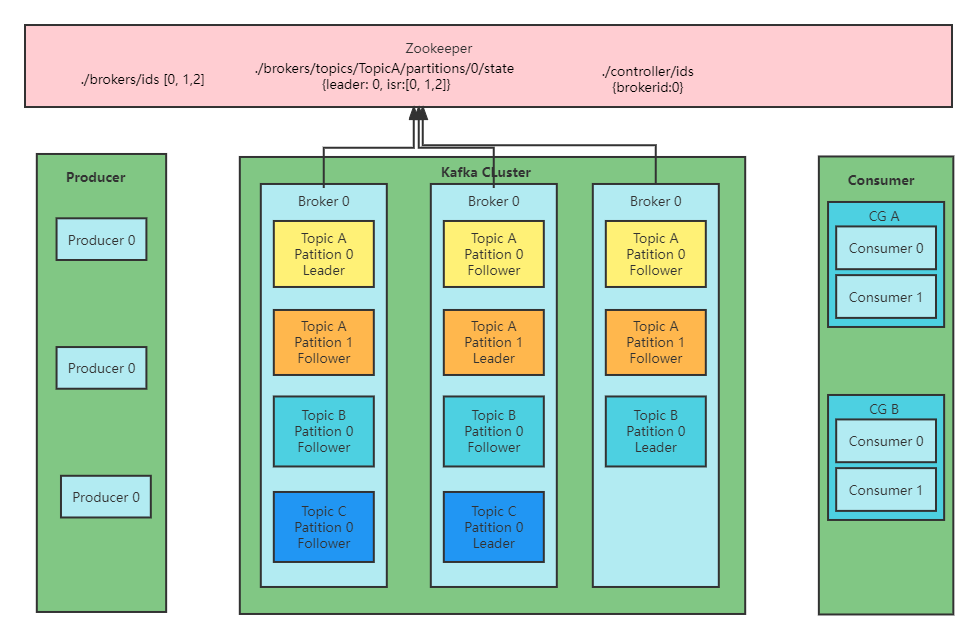 Zookeeper
./brokers/ids [0, 1,2]
./brokers/topics/TopicA/partitions/0/state
{leader: 0, isr:[0, 1,2]}
./controller/ids
{brokerid:0}
Producer
Producer 0
Producer 0
Producer 0
Kafka CLuster
Broker 0
Topic A
Patition 0
Leader
Topic A
Patition 1
Follower
Topic B
Patition 0
Follower
Topic C
Patition 0
Follower
Broker 0
Topic A
Patition 0
Follower
Topic A
Patition 1
Leader
Topic B
Patition 0
Follower
Topic C
Patition 0
Leader
Broker 0
Topic A
Patition 0
Follower
Topic A
Patition 1
Follower
Topic B
Patition 0
Leader
Consumer
CG A
Consumer 0
Consumer 1
CG B
Consumer 0
Consumer 1